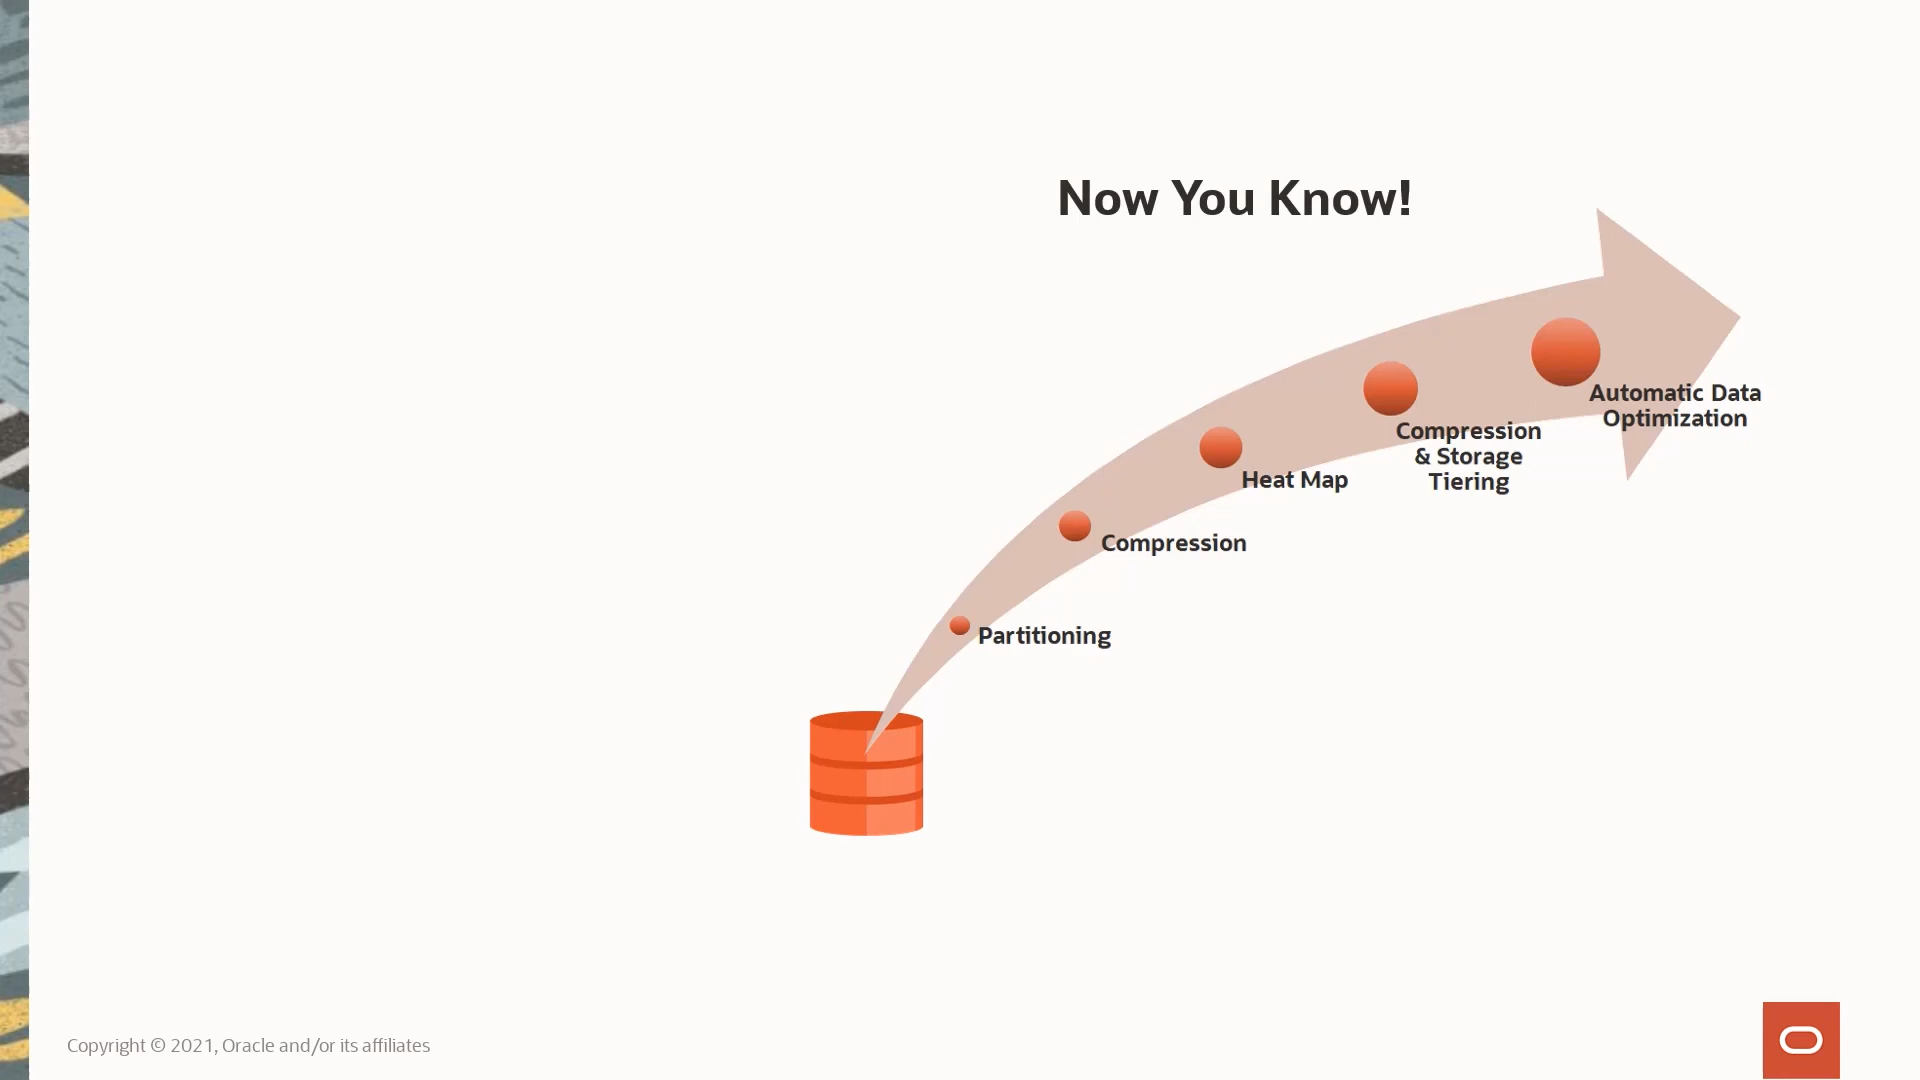 Now You Know!
Automatic Data
Optimization
Compression
& Storage
Tiering
Heat Map
Compression
Partitioning
Copyright © 2021, Oracle and/or its affiliates